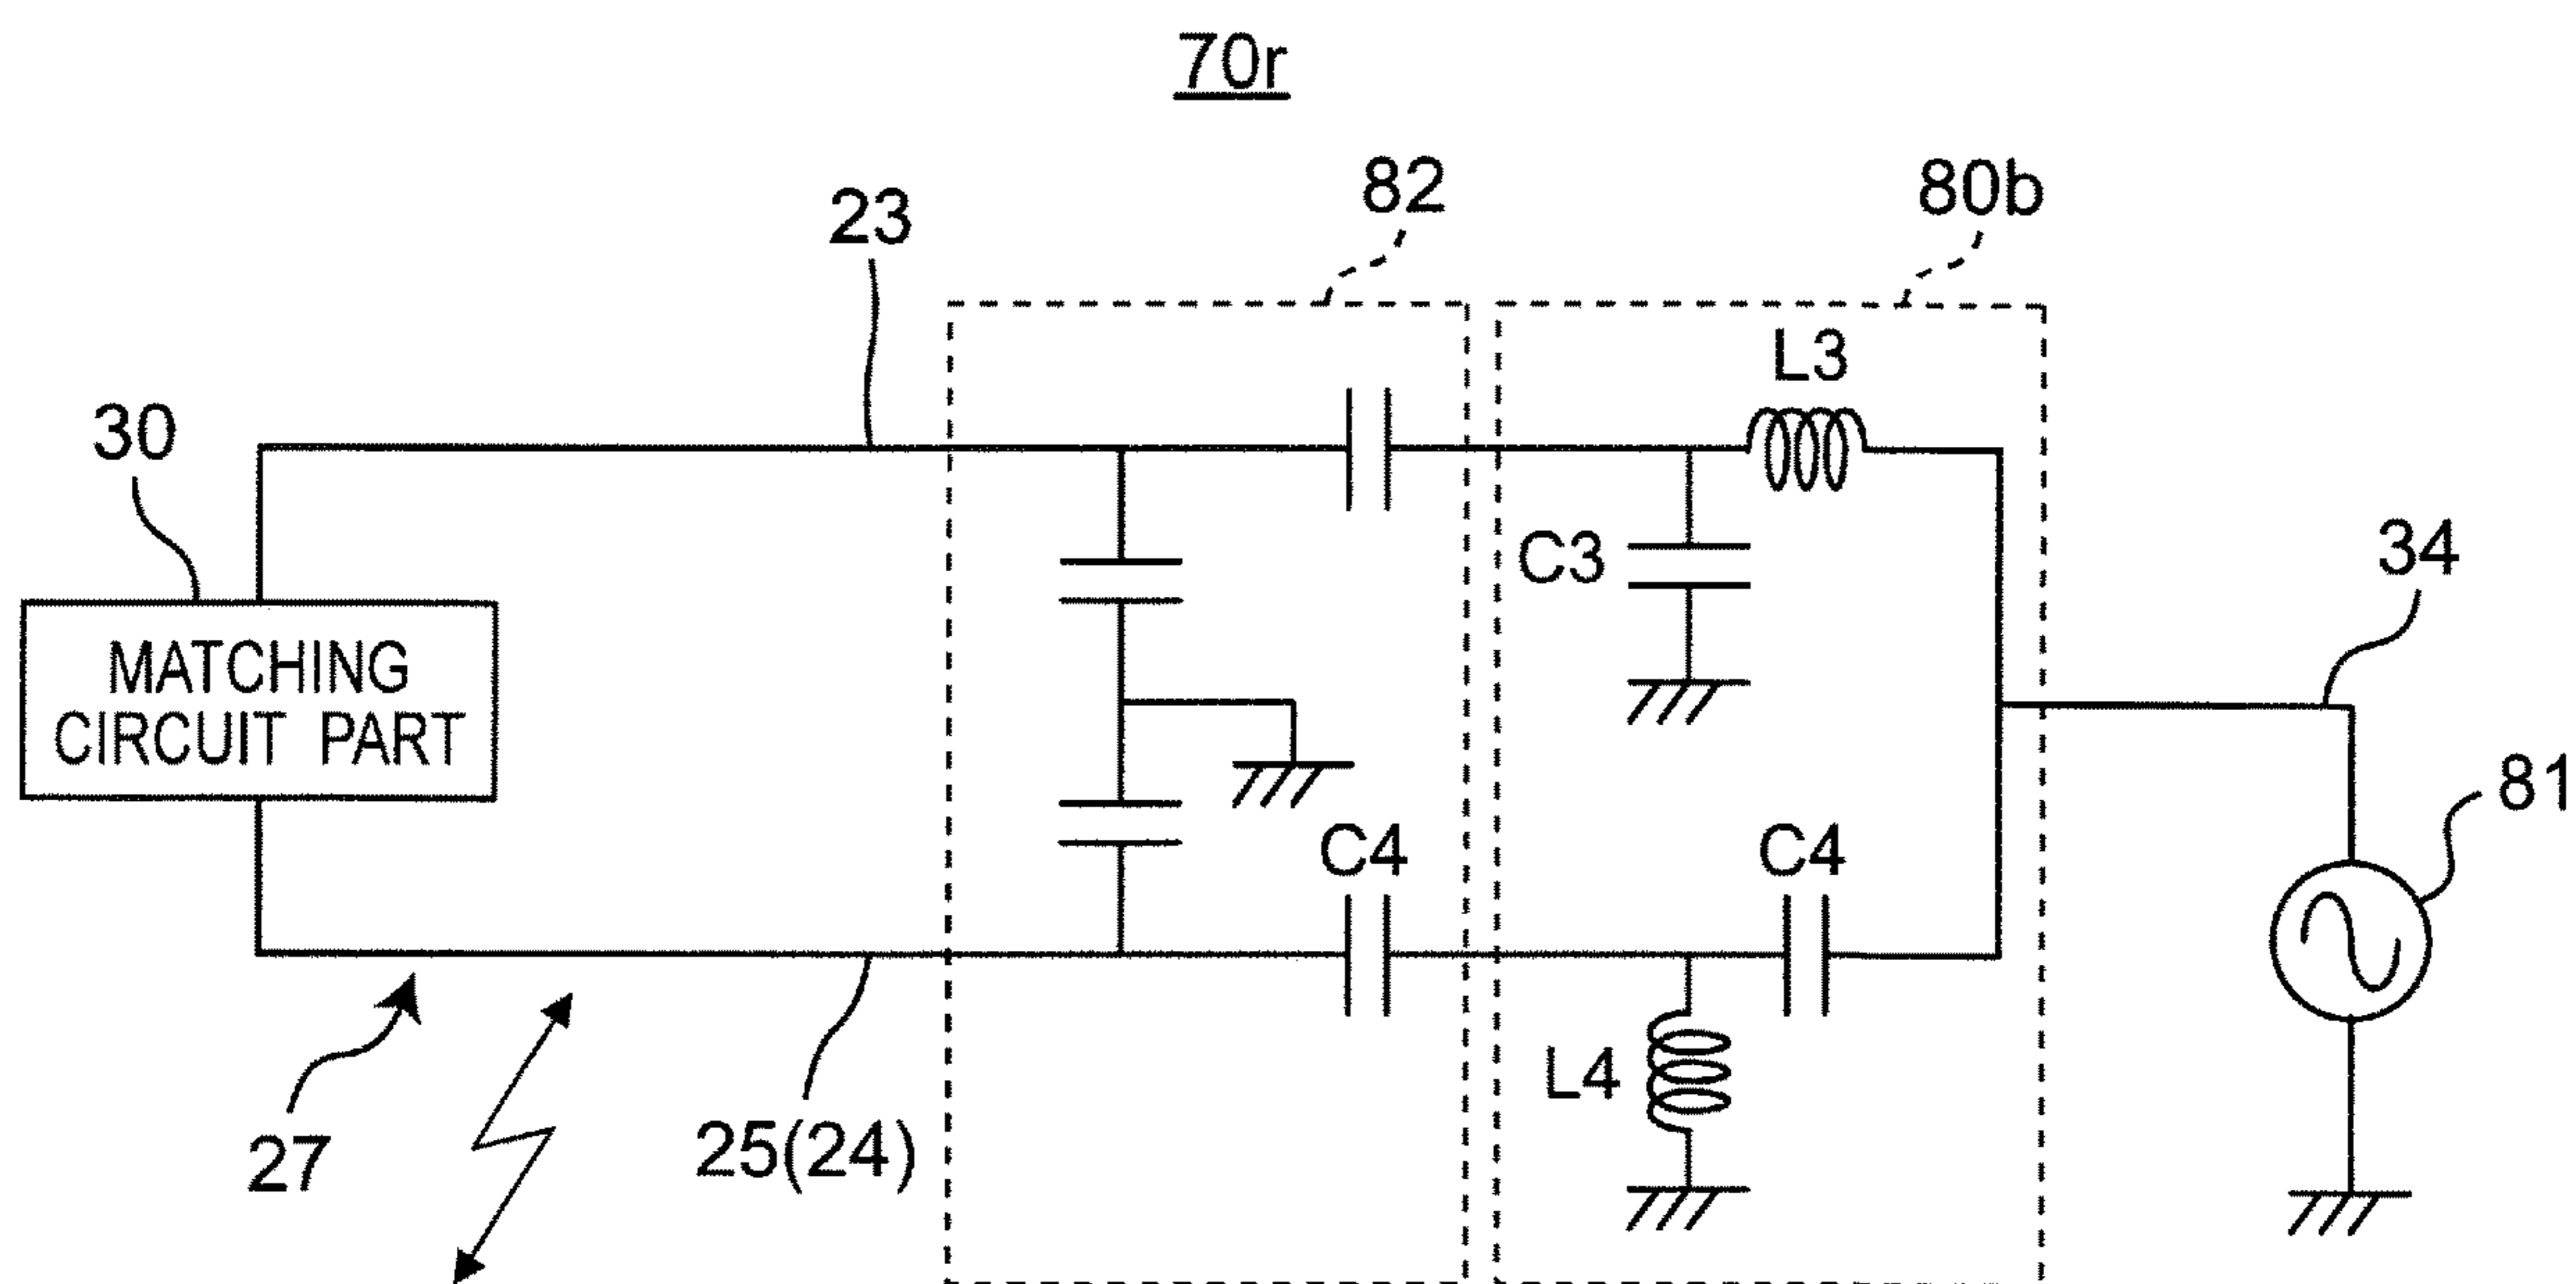 70r
82
80b
23
L3
30
C3
34
MATCHING
CIRCUIT PART
81
C4
C4
L4
25(24)
27